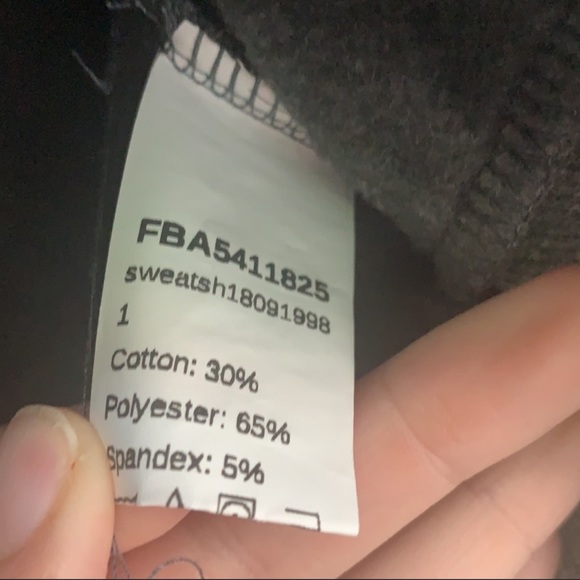 FBA5411825
sweatsh18091998
1
Cotton: 30%
Polyester: 65%
Spandex: 5%